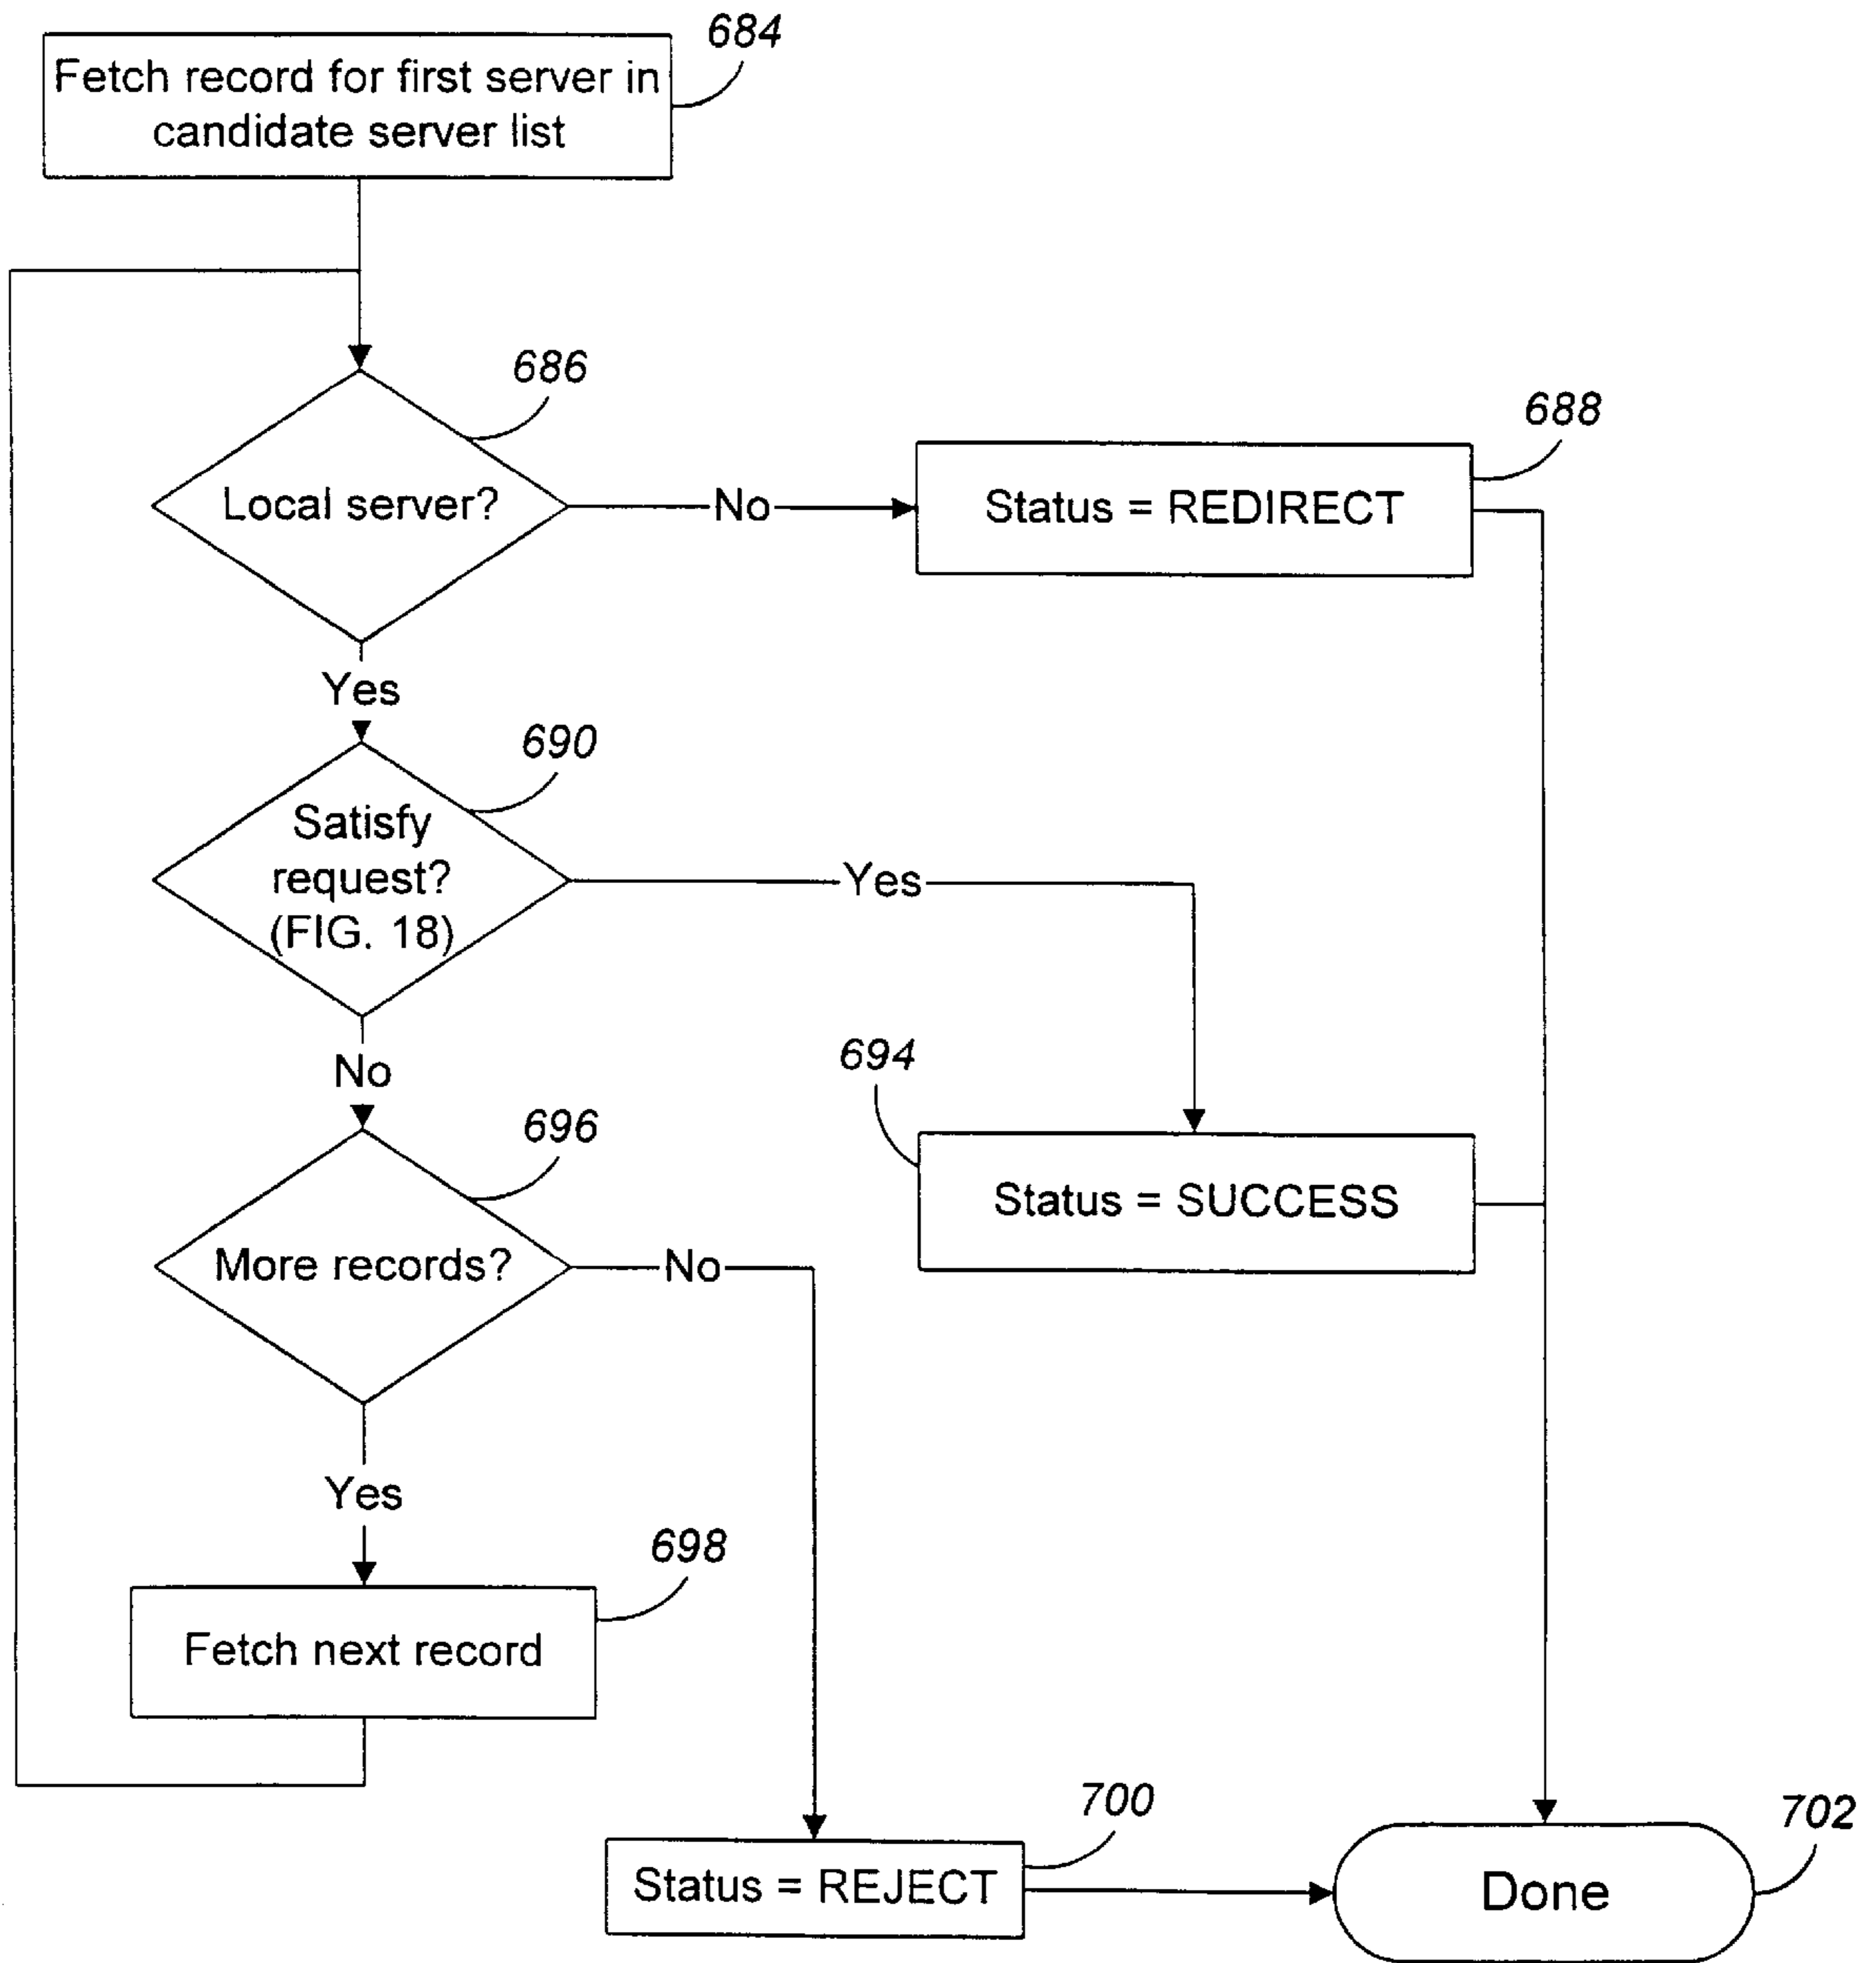 684
Fetch record for first server in
candidate server list
686
Local server?
No
688
Status = REDIRECT
Yes
690
Satisfy
request?
(FIG. 18)
Yes
No
694
Status = SUCCESS
696
More records?
No
Yes
698
Fetch next record
700
Status = REJECT
702
Done